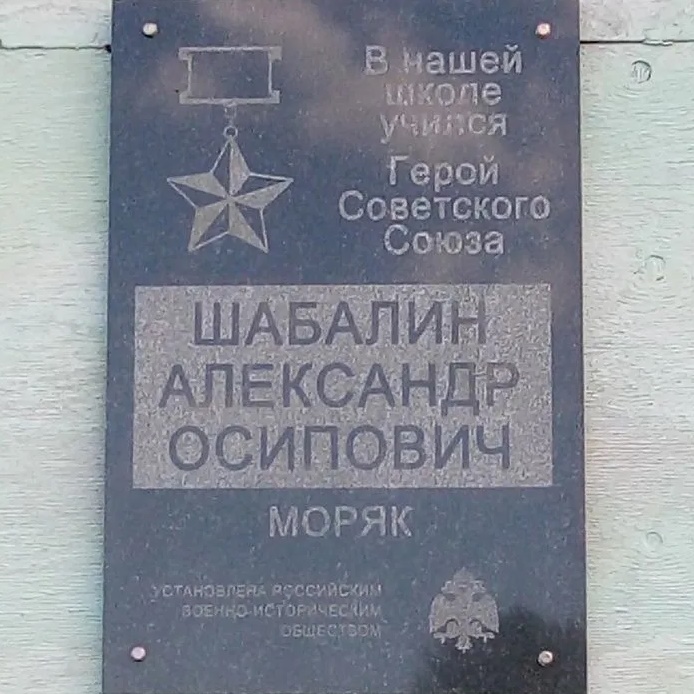 В нашей
школе
учился
Герой
Советского
Союза
ШАБАЛИН
АЛЕКСАНДР
ОСИПОВИЧ
МОРЯК
УСТАНОВЛЕНА РОССИЙСКИМ
ВОЕННО-ИСТОРИЧЕСКИМ
ОБЩЕСТВОМ